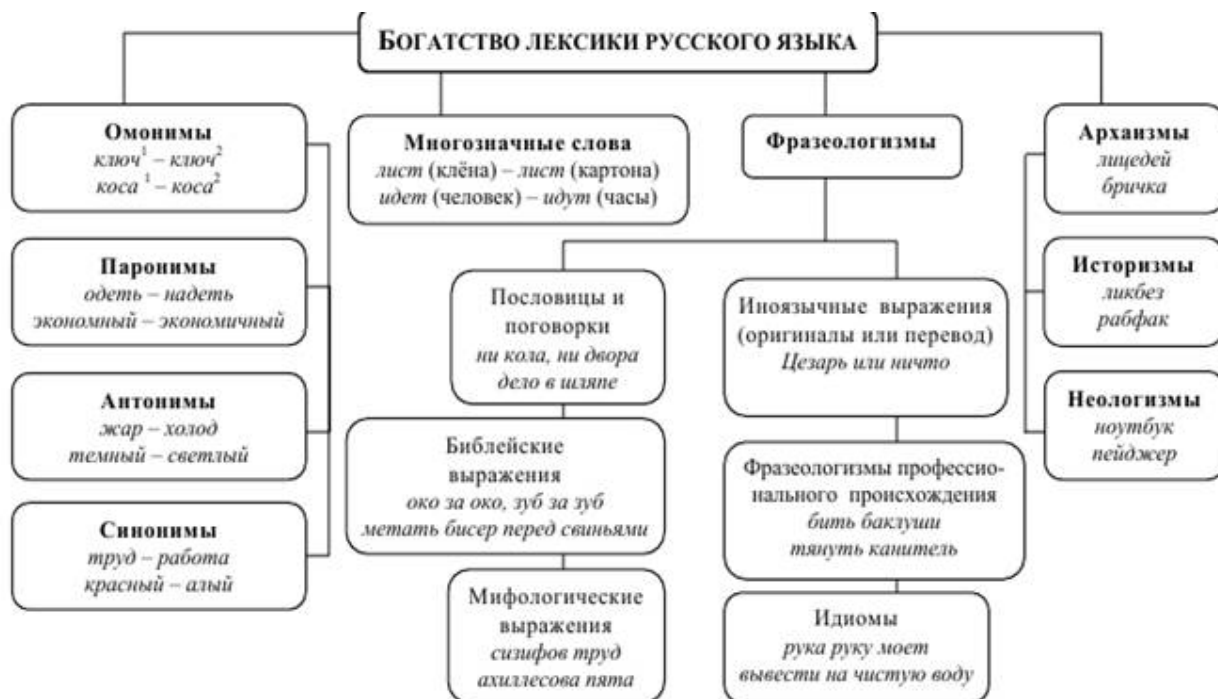 БОГАТСТВО ЛЕКСИКИ РУССКОГО ЯЗЫКА
Омонимы
ключ¹ – ключ²
коса ¹ – коса²
Паронимы
одеть – надеть
экономный – экономичный
Антонимы
жар – холод
темный – светлый
Синонимы
труд – работа
красный – алый
Многозначные слова
лист (клёна) – лист (картона)
идет (человек) – идут (часы)
Фразеологизмы
Пословицы и
поговорки
ни кола, ни двора
дело в шляпе
Библейские
выражения
око за око, зуб за зуб
метать бисер перед свиньями
Мифологические
выражения
сизифов труд
ахиллесова пята
Иноязычные выражения
(оригиналы или перевод)
Цезарь или ничто
Фразеологизмы профессио-
нального происхождения
бить баклуши
тянуть канитель
Идиомы
рука руку моет
вывести на чистую воду
Архаизмы
лицедей
бричка
Историзмы
ликбез
рабфак
Неологизмы
ноутбук
пейджер